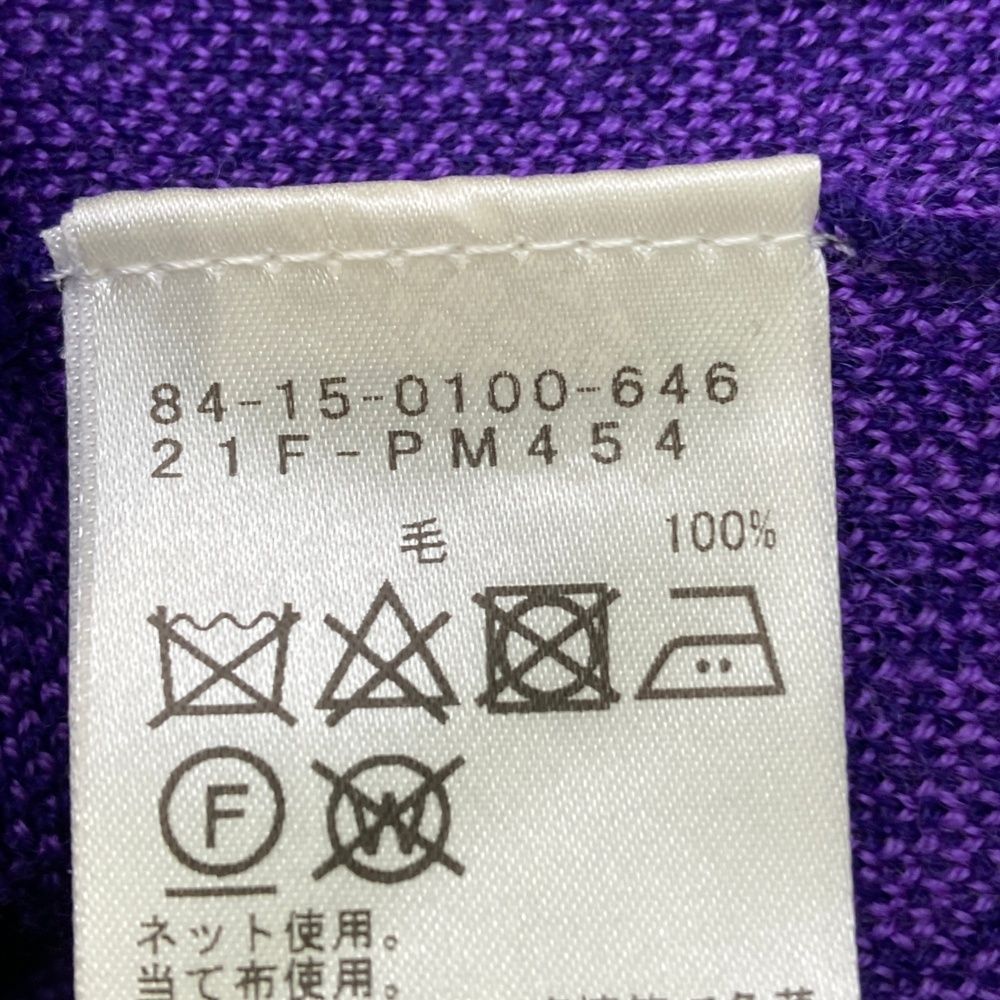 84-15-0100-646
21F-PM454
毛 100%
F W
ネット使用。
当て布使用。